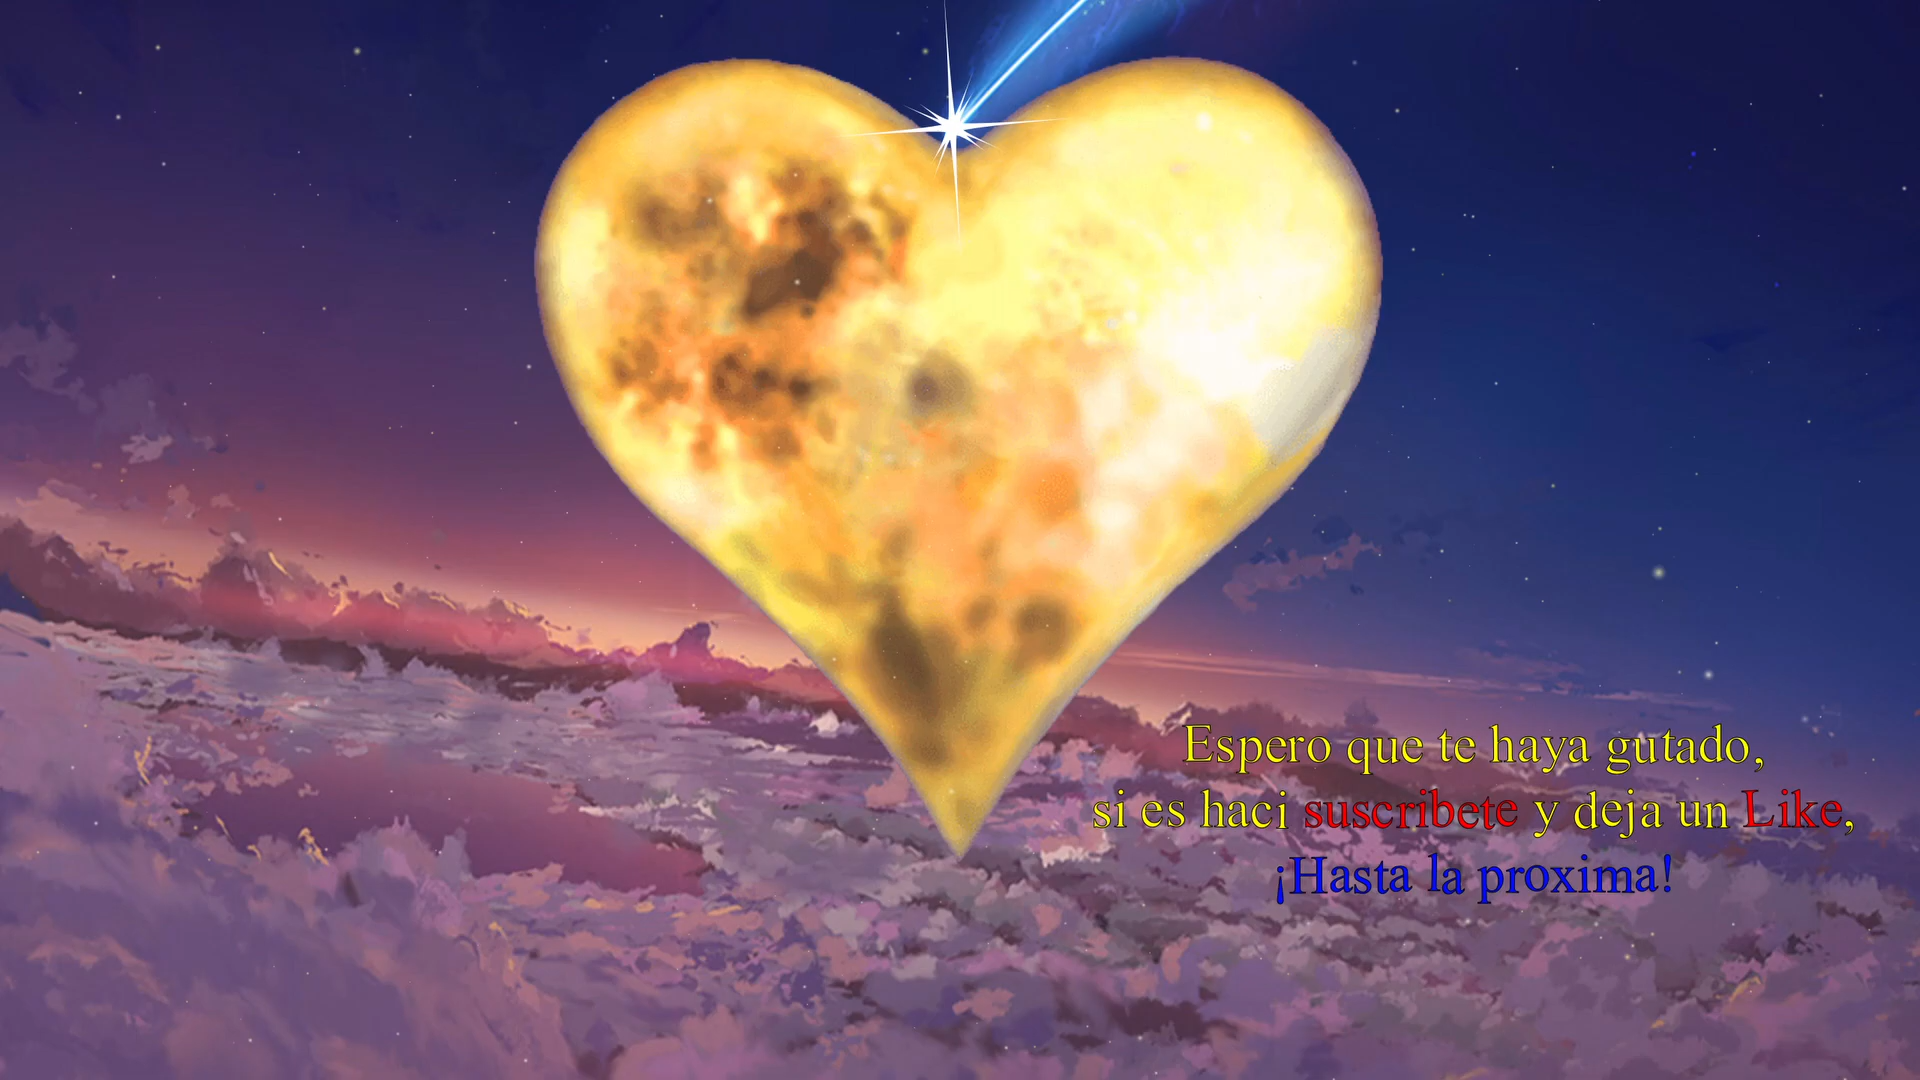 Espero que te haya gutado,
si es haci suscribete y deja un Like,
¡Hasta la proxima!